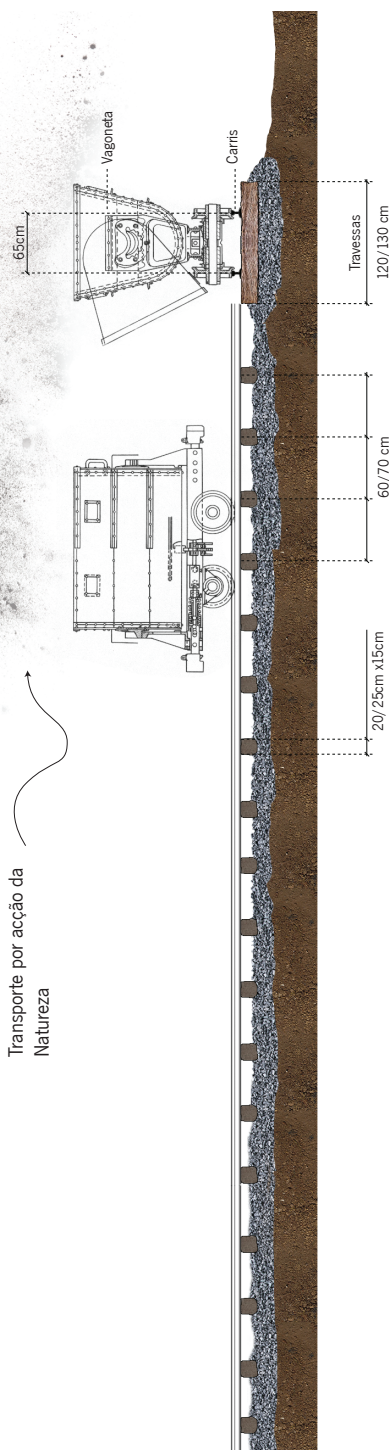 Transporte por acção da
Natureza
20/25cm x15cm
60/70 cm
65cm
Vagoneta
Carris
Travessas
120/130 cm